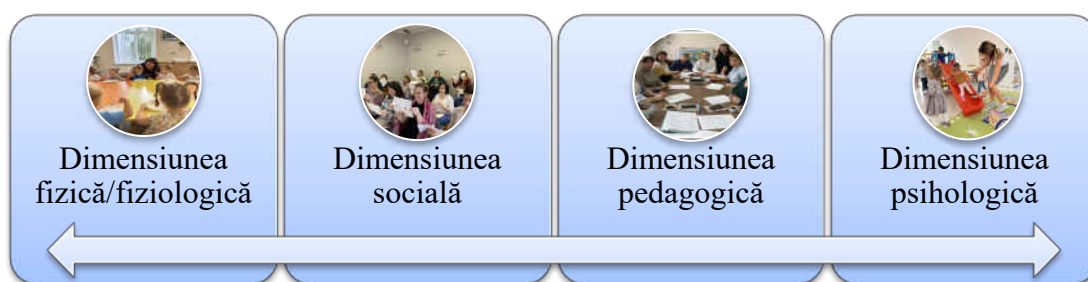 Dimensiunea
fizică/fiziologică
Dimensiunea
socială
Dimensiunea
pedagogică
Dimensiunea
psihologică